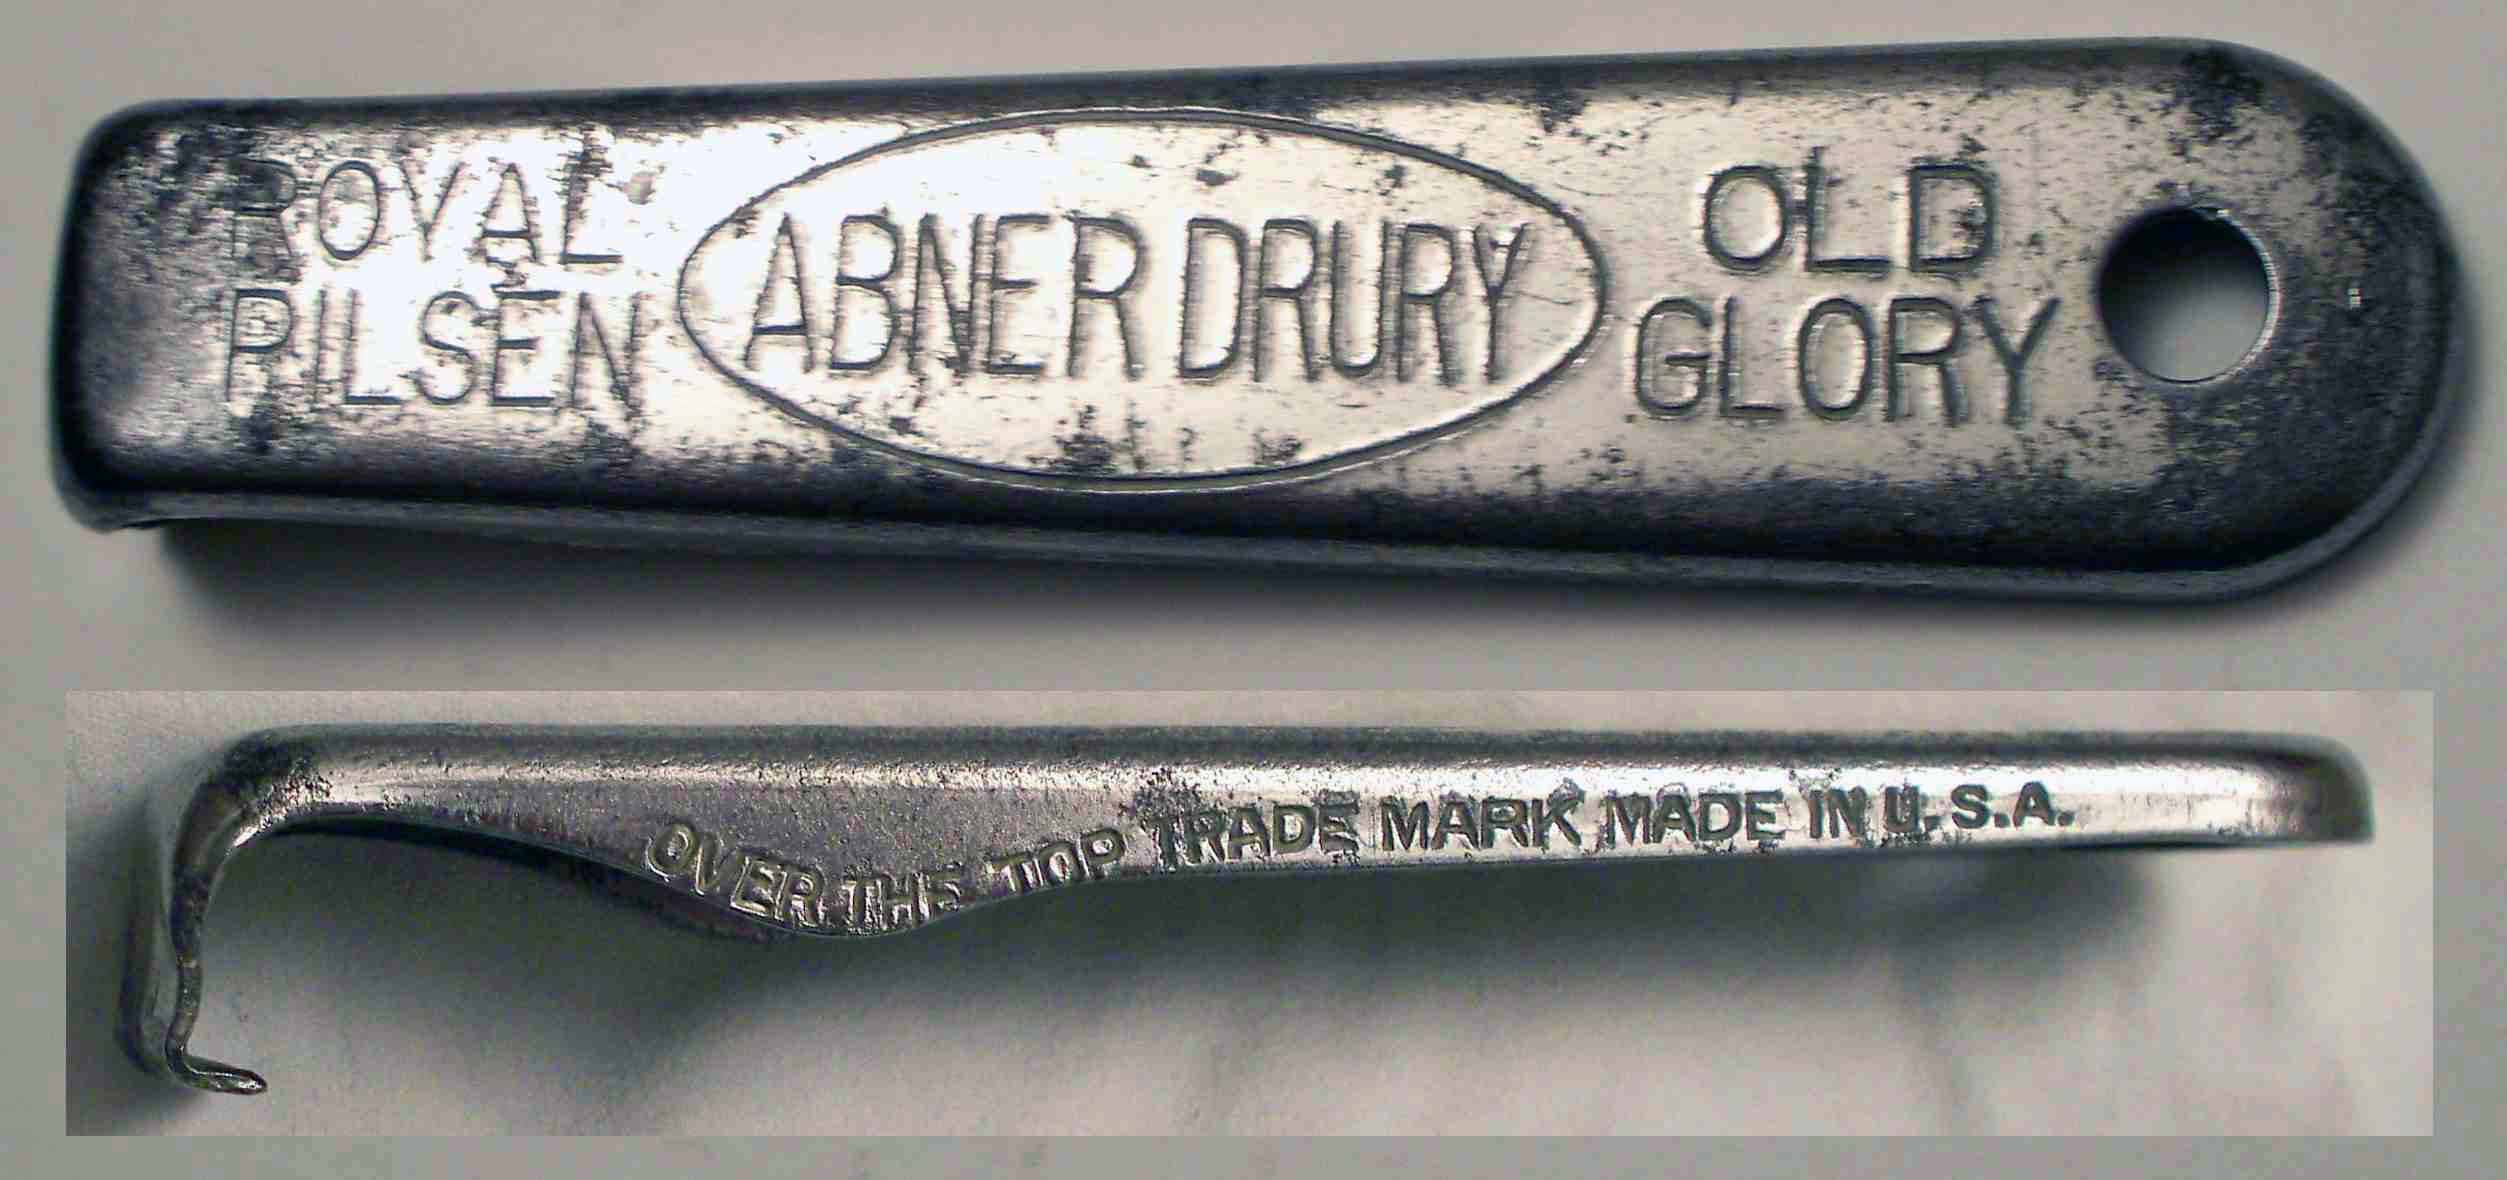 ROYAL
PILSEN
ABNER DRURY
OLD
GLORY
OVER THE TOP TRADE MARK MADE IN U.S.A.